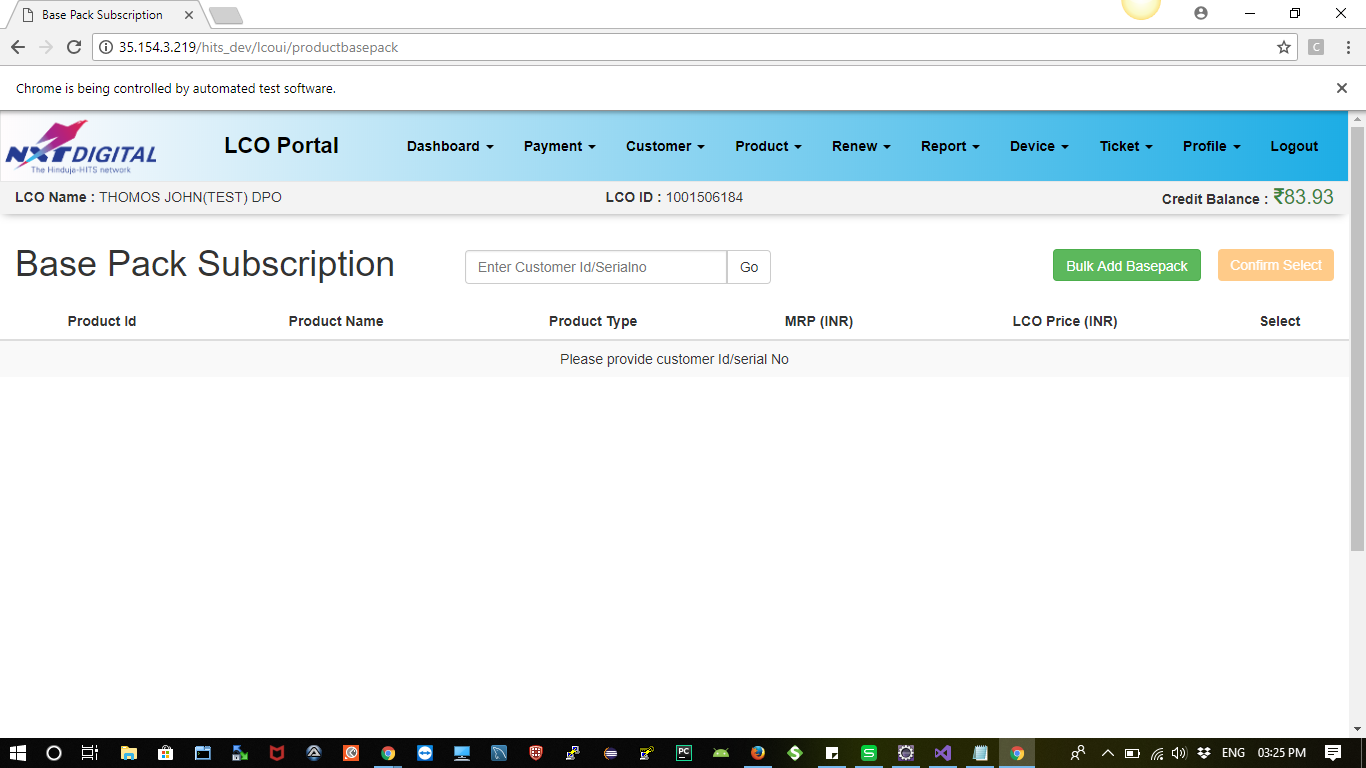 Base Pack Subscription
35.154.3.219/hits_dev/lcoui/productbasepack
C
Chrome is being controlled by automated test software.
NXTDIGITAL
The Hinduja-HITS network
LCO Portal
Dashboard Payment Customer Product Renew Report Device Ticket Profile Logout
LCO Name : THOMOS JOHN(TEST) DPO LCO ID : 1001506184 Credit Balance : ₹83.93
Base Pack Subscription Enter Customer Id/Serialno Go Bulk Add Basepack Confirm Select
Product Id Product Name Product Type MRP (INR) LCO Price (INR) Select
Please provide customer Id/serial No
PC S ENG 03:25 PM